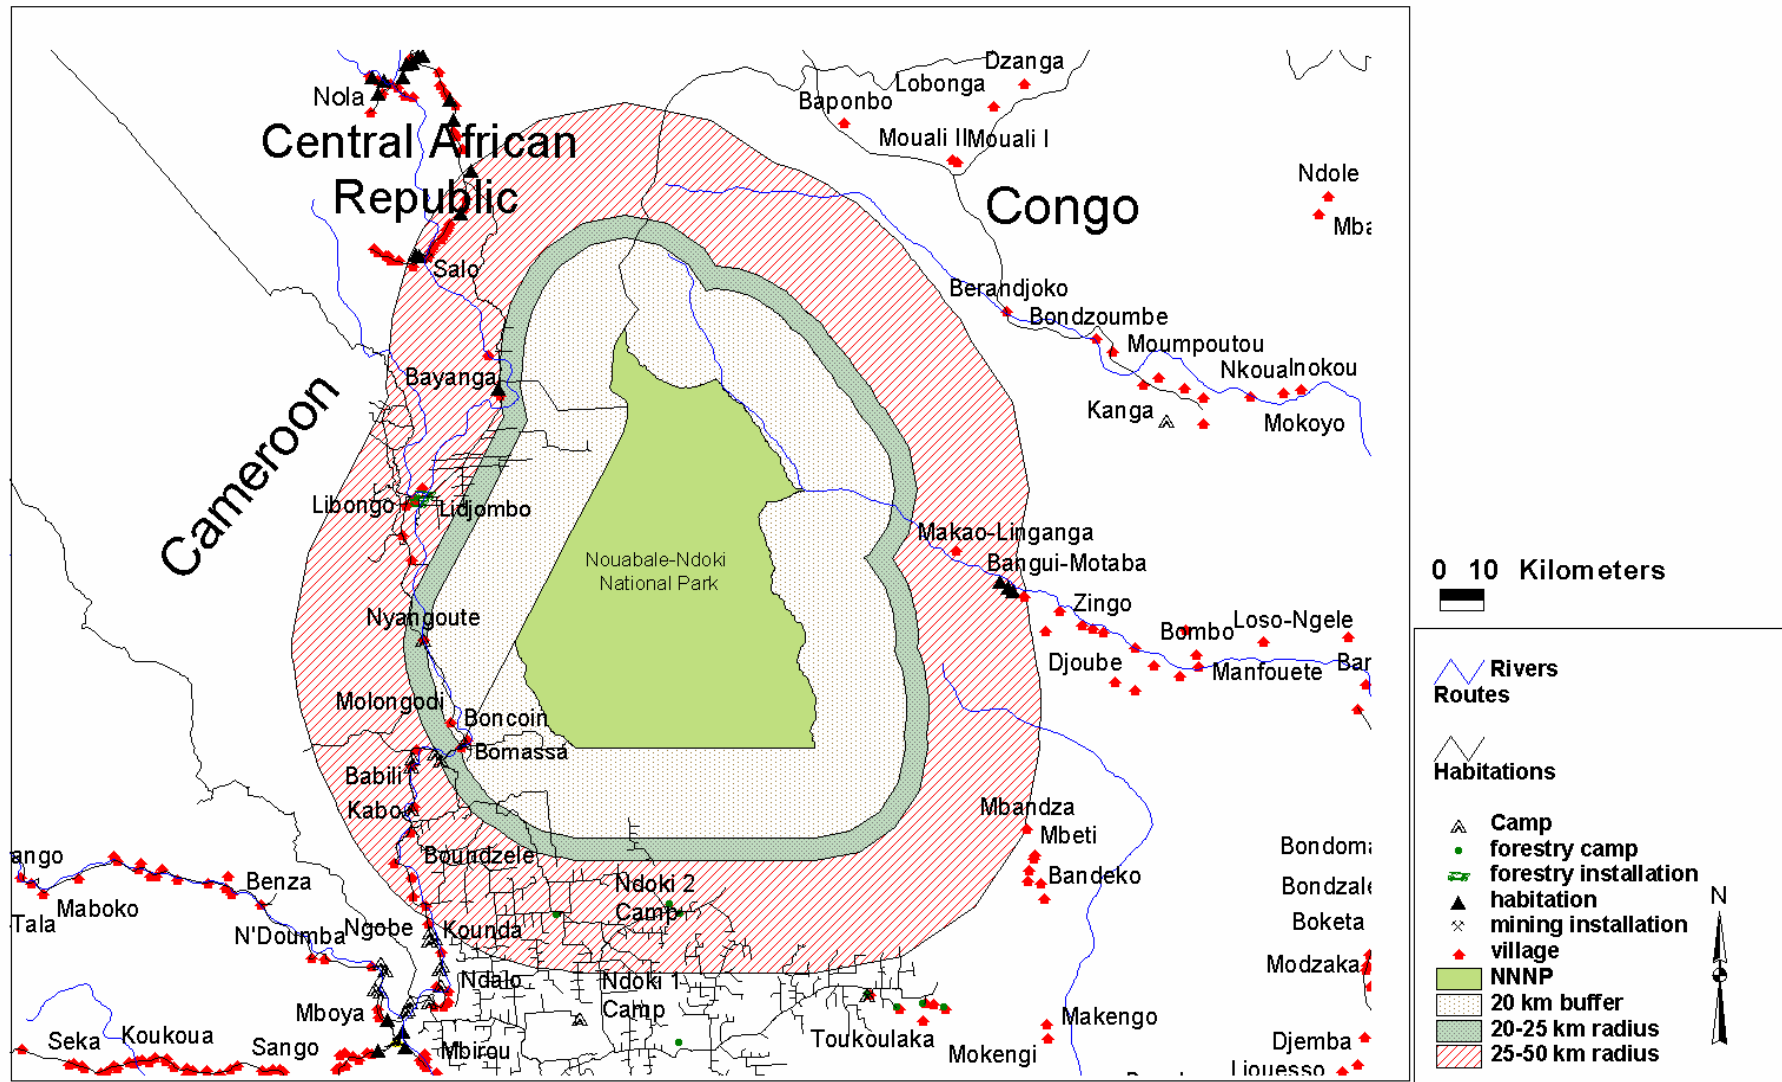 Dzanga
Lobonga
Nola
Baponbo
Central African
Mouali II
Mouali I
Republic
Ndole
Congo
Mba
Salo
Berandjoko
Bondzoumbe
Moumpoutou
Bayanga
Nkoua
Inokou
Kanga
Mokoyo
Cameroon
Libongo
Lidjombo
Makao-Linganga
Nouabale-Ndoki
National Park
Bangui-Motaba
Nyangoute
Zingo
Loso-Ngele
Bombo
Djoube
Manfouete
Bar
Molongodi
Boncoin
Bomassa
Babili
Kabo
Mbandza
Mbeti
Boundzele
Bandeko
ango
Benza
Ndoki 2
Camp
Maboko
Tala
N'Doumba
Ngobe
Kounda
Bondoma
Bondzale
Boketa
Modzaka
Ndalo
Ndoki 1
Camp
Mboya
Toukoulaka
Makengo
Seka
Koukoua
Sango
Mbirou
Mokengi
Djemba
Liouesso
0 10 Kilometers
Rivers
Routes
Habitations
Camp
forestry camp
forestry installation
habitation
mining installation
village
NNNP
20 km buffer
20-25 km radius
25-50 km radius
N